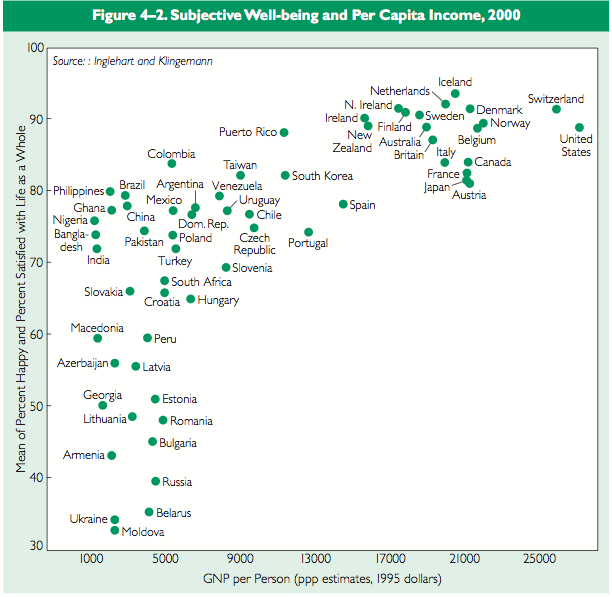 Figure 4–2. Subjective Well-being and Per Capita Income, 2000
Source: : Inglehart and Klingemann
Mean of Percent Happy and Percent Satisfied with Life as a Whole
100
90
80
70
60
50
40
30
Iceland
Netherlands
Switzerland
N. Ireland
Denmark
Ireland
Sweden
Norway
Finland
Puerto Rico
New
Zealand
Australia
Belgium
United
States
Britain
Italy
Colombia
Canada
Taiwan
France
South Korea
Japan
Austria
Philippines
Brazil
Argentina
Venezuela
Mexico
Uruguay
Ghana
Spain
China
Chile
Nigeria
Dom. Rep.
Bangla-
desh
Pakistan
Poland
Czech
Republic
Portugal
India
Turkey
Slovenia
South Africa
Slovakia
Croatia
Hungary
Macedonia
Peru
Azerbaijan
Latvia
Georgia
Estonia
Lithuania
Romania
Bulgaria
Armenia
Russia
Ukraine
Belarus
Moldova
1000 5000 9000 13000 17000 21000 25000
GNP per Person (ppp estimates, 1995 dollars)